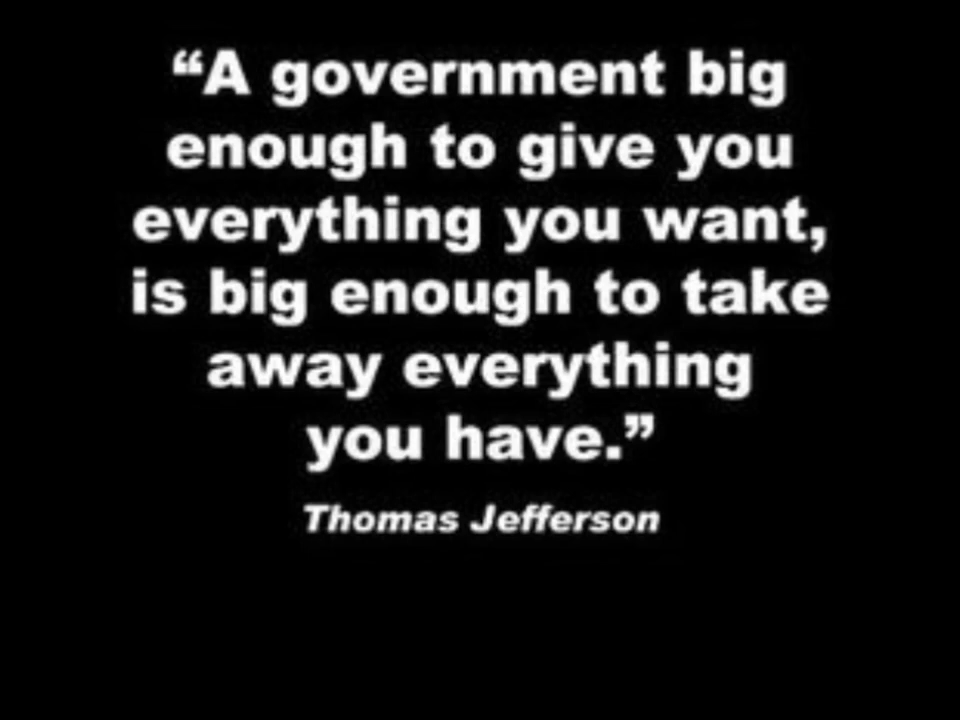 “A government big
enough to give you
everything you want,
is big enough to take
away everything
you have.”
Thomas Jefferson